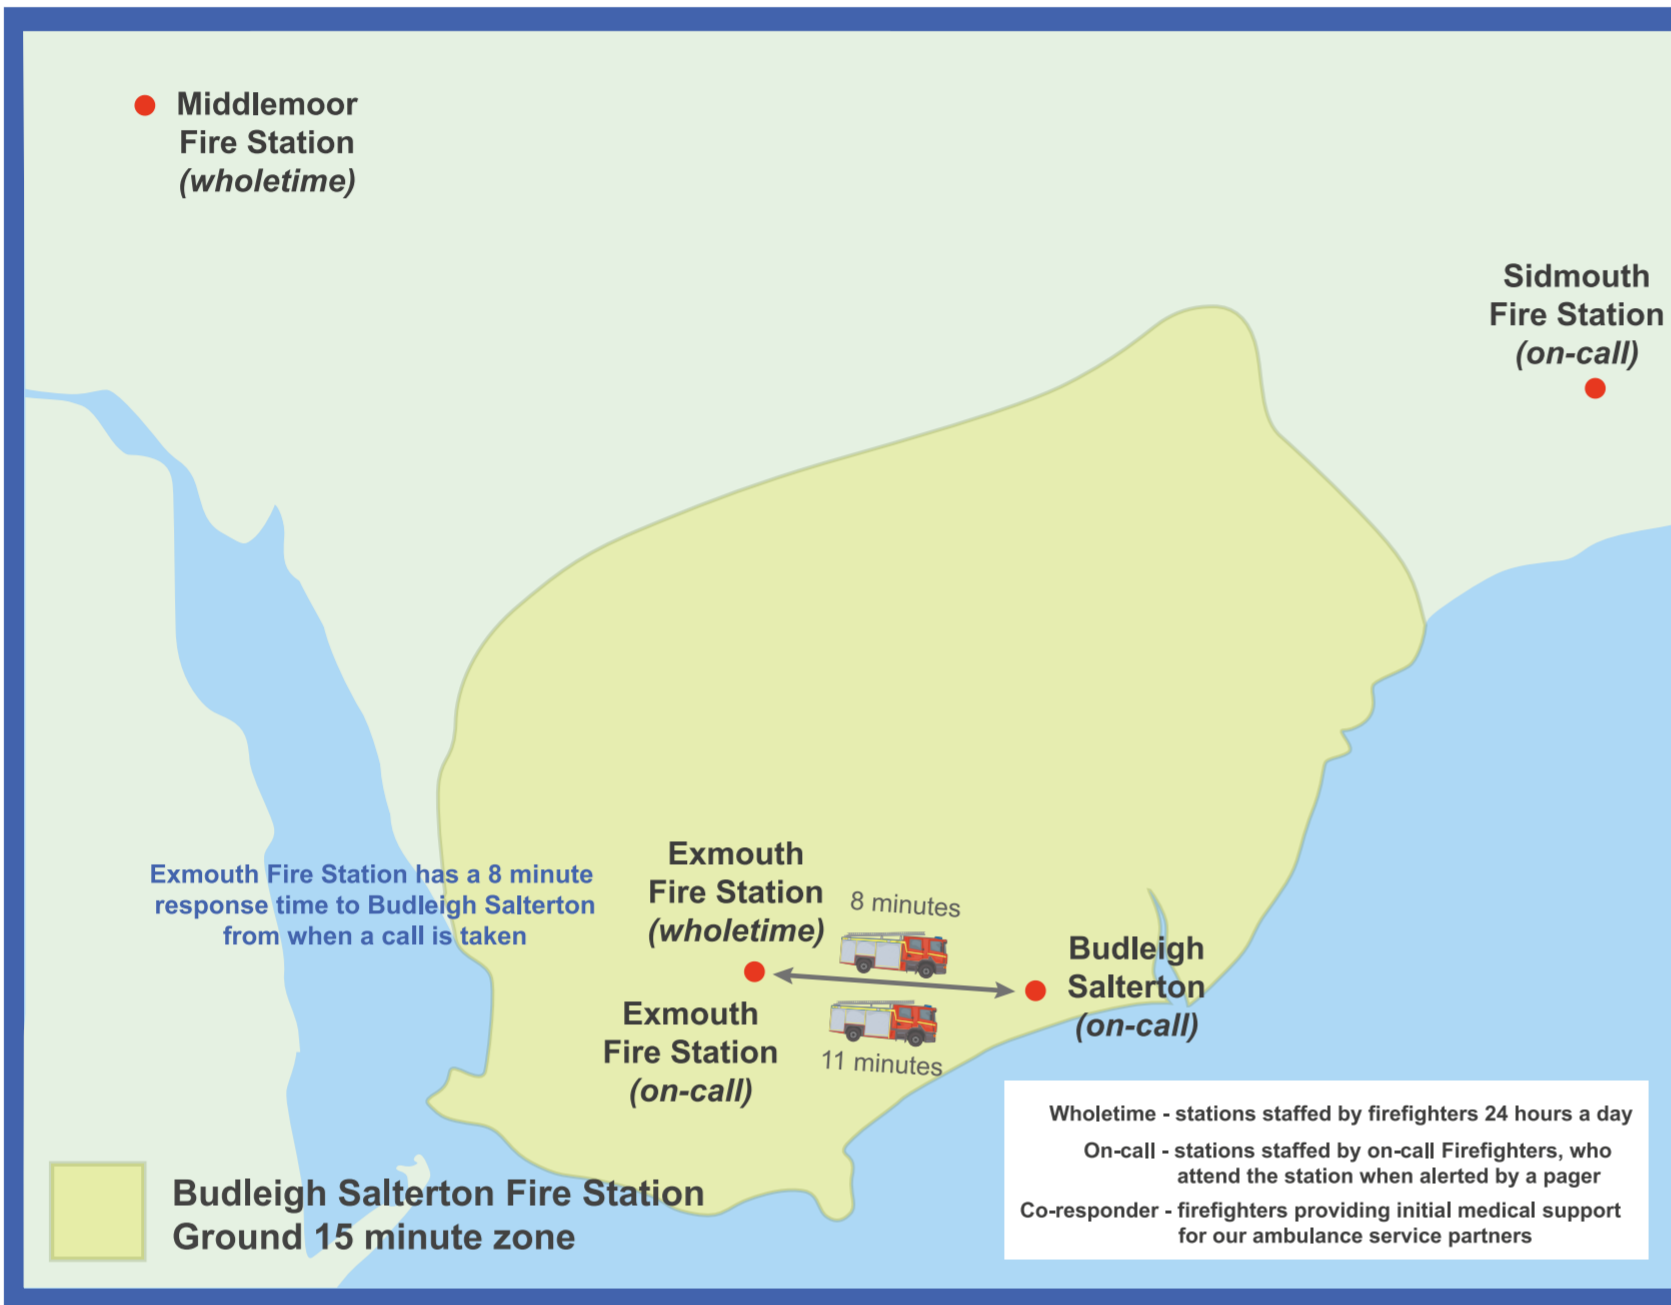 Middlemoor
Fire Station
(wholetime)
Sidmouth
Fire Station
(on-call)
Exmouth Fire Station has a 8 minute
response time to Budleigh Salterton
from when a call is taken
Exmouth
Fire Station
(wholetime)
8 minutes
Budleigh
Salterton
(on-call)
Exmouth
Fire Station
(on-call)
11 minutes
Wholetime - stations staffed by firefighters 24 hours a day
On-call - stations staffed by on-call Firefighters, who
attend the station when alerted by a pager
Co-responder - firefighters providing initial medical support
for our ambulance service partners
Budleigh Salterton Fire Station
Ground 15 minute zone